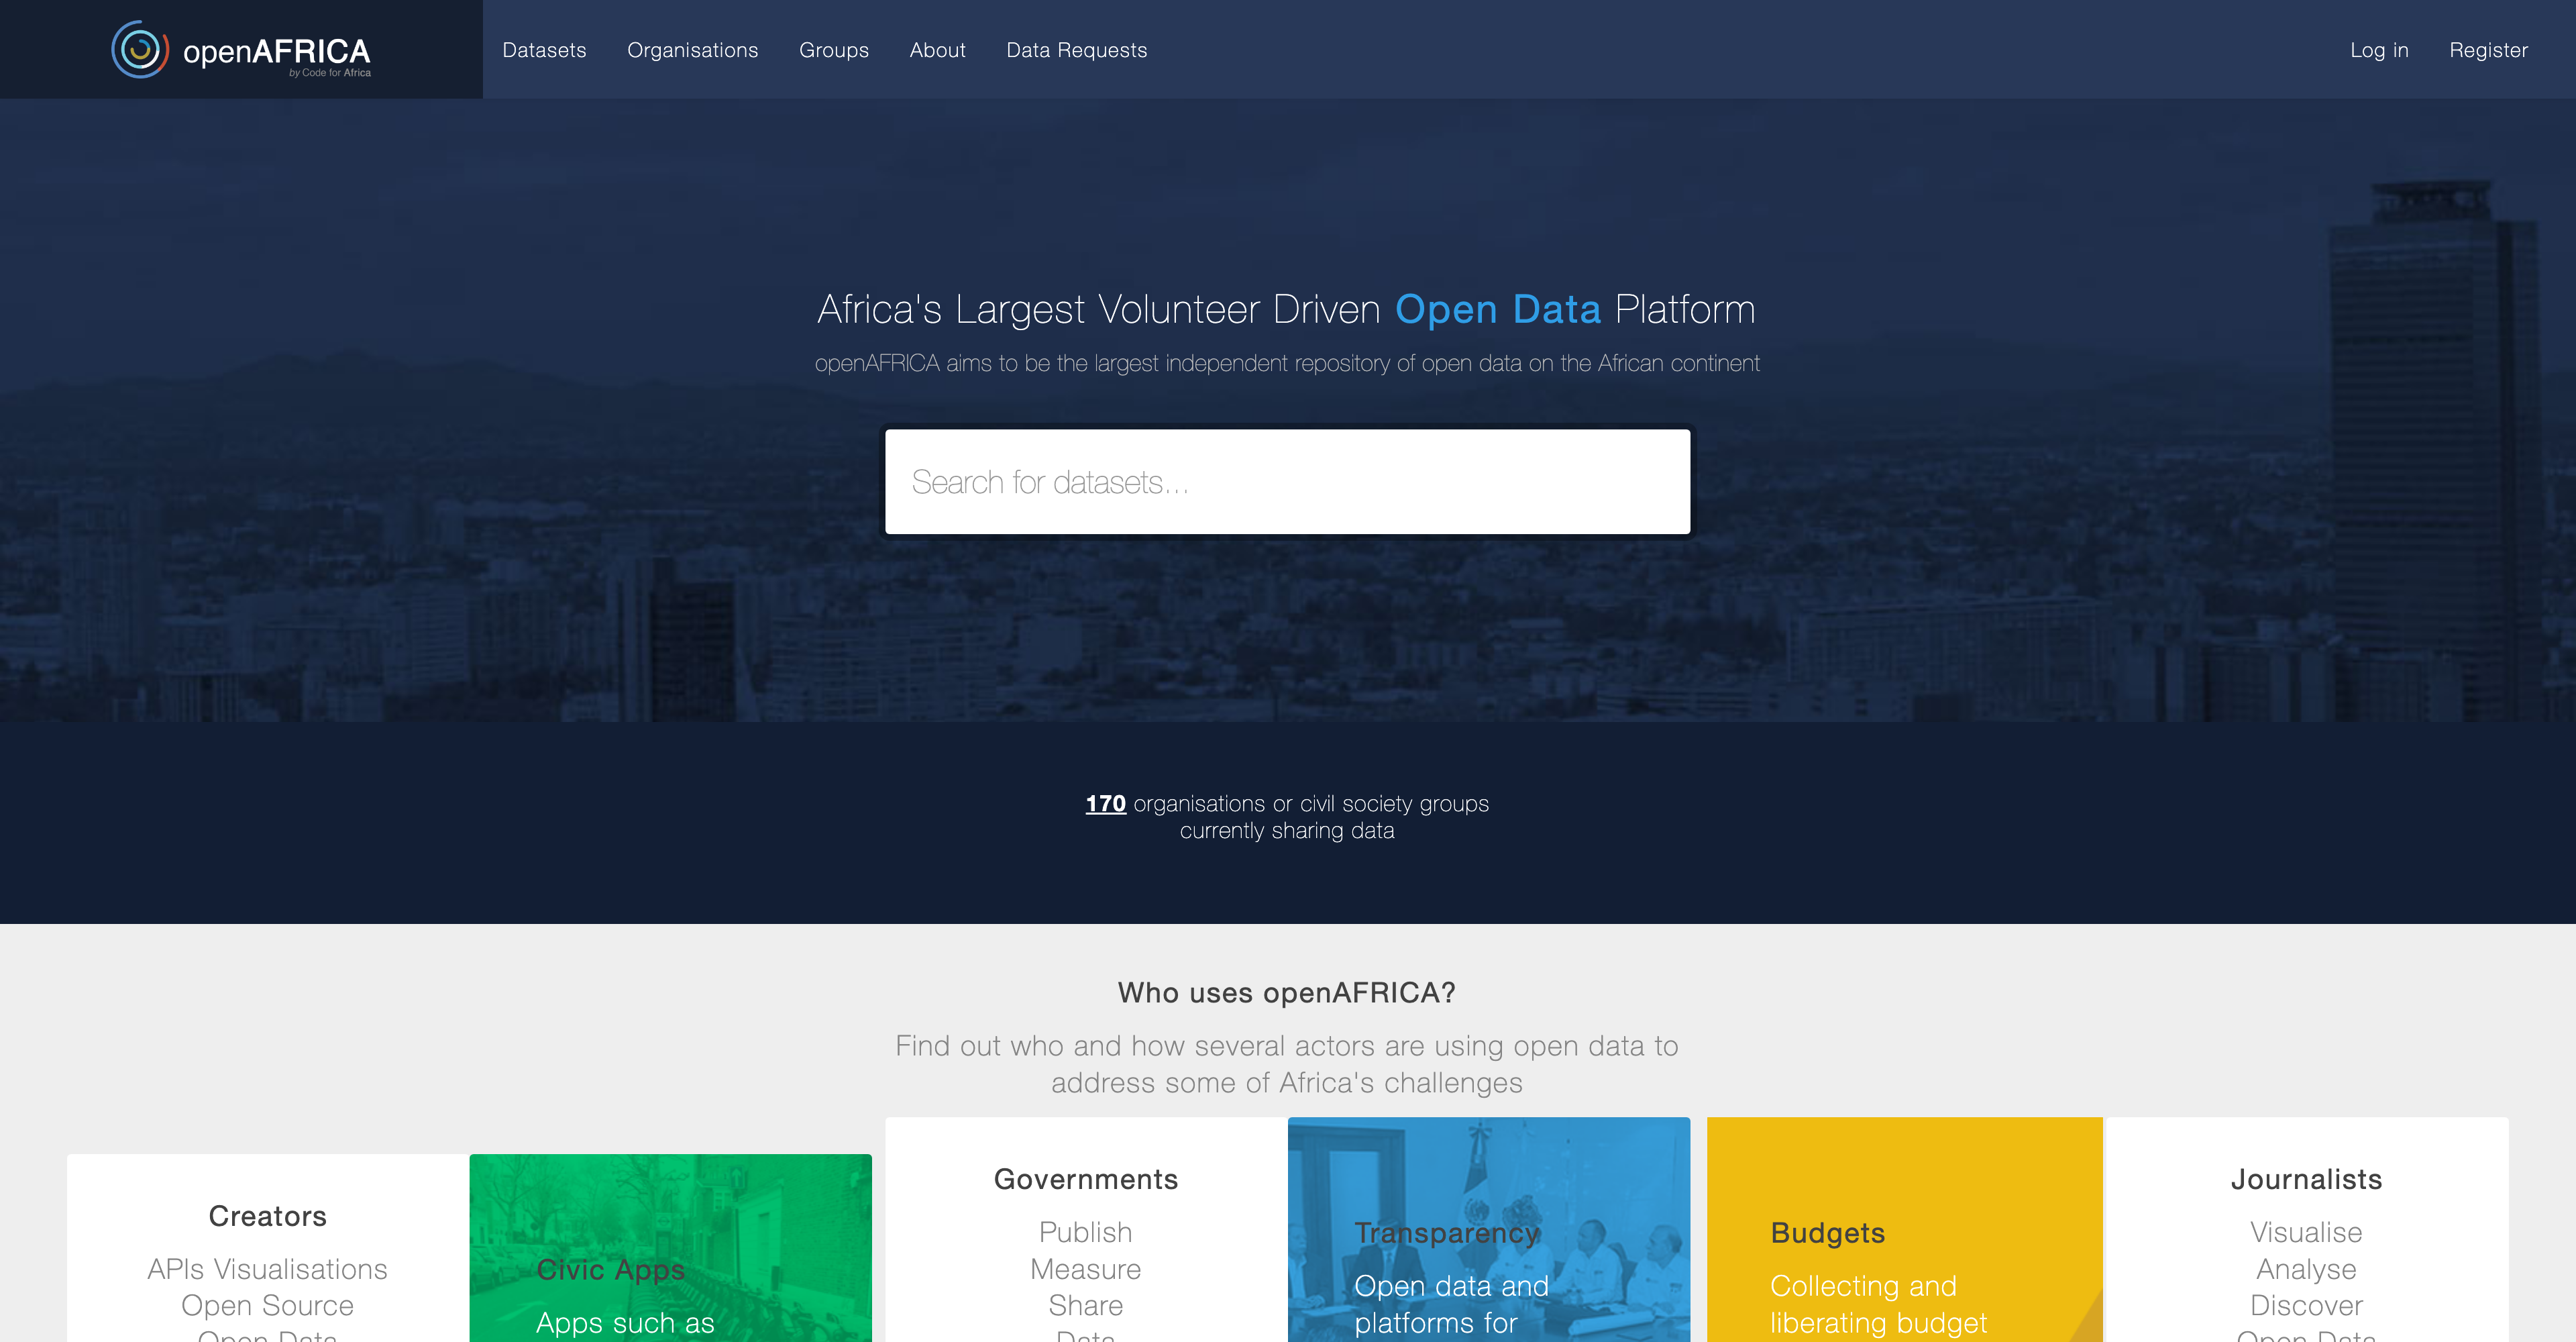 openAFRICA
by Code for Africa
Datasets
Organisations
Groups
About
Data Requests
Log in
Register
Africa's Largest Volunteer Driven Open Data Platform
openAFRICA aims to be the largest independent repository of open data on the African continent
Search for datasets...
170 organisations or civil society groups
currently sharing data
Who uses openAFRICA?
Find out who and how several actors are using open data to
address some of Africa's challenges
Creators
APIs Visualisations
Open Source
Open Data
Civic Apps
Apps such as
Governments
Publish
Measure
Share
Data
Transparency
Open data and
platforms for
Budgets
Collecting and
liberating budget
Journalists
Visualise
Analyse
Discover
Open Data